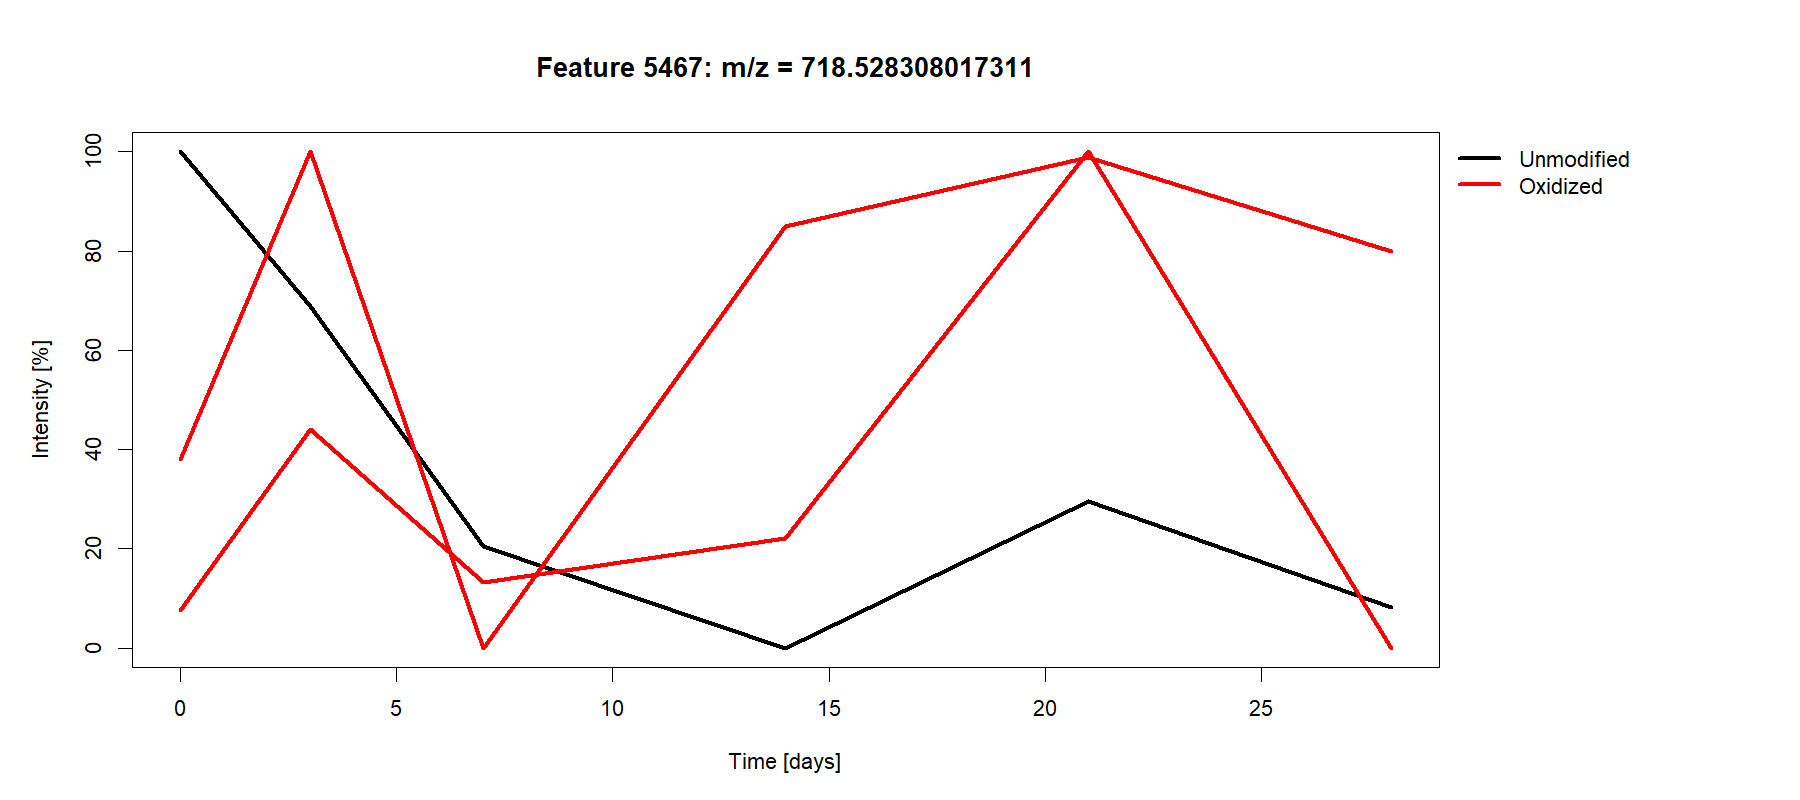 Feature 5467: m/z = 718.528308017311
Unmodified
Oxidized
Intensity [%]
100
80
60
40
20
0
0 5 10 15 20 25
Time [days]